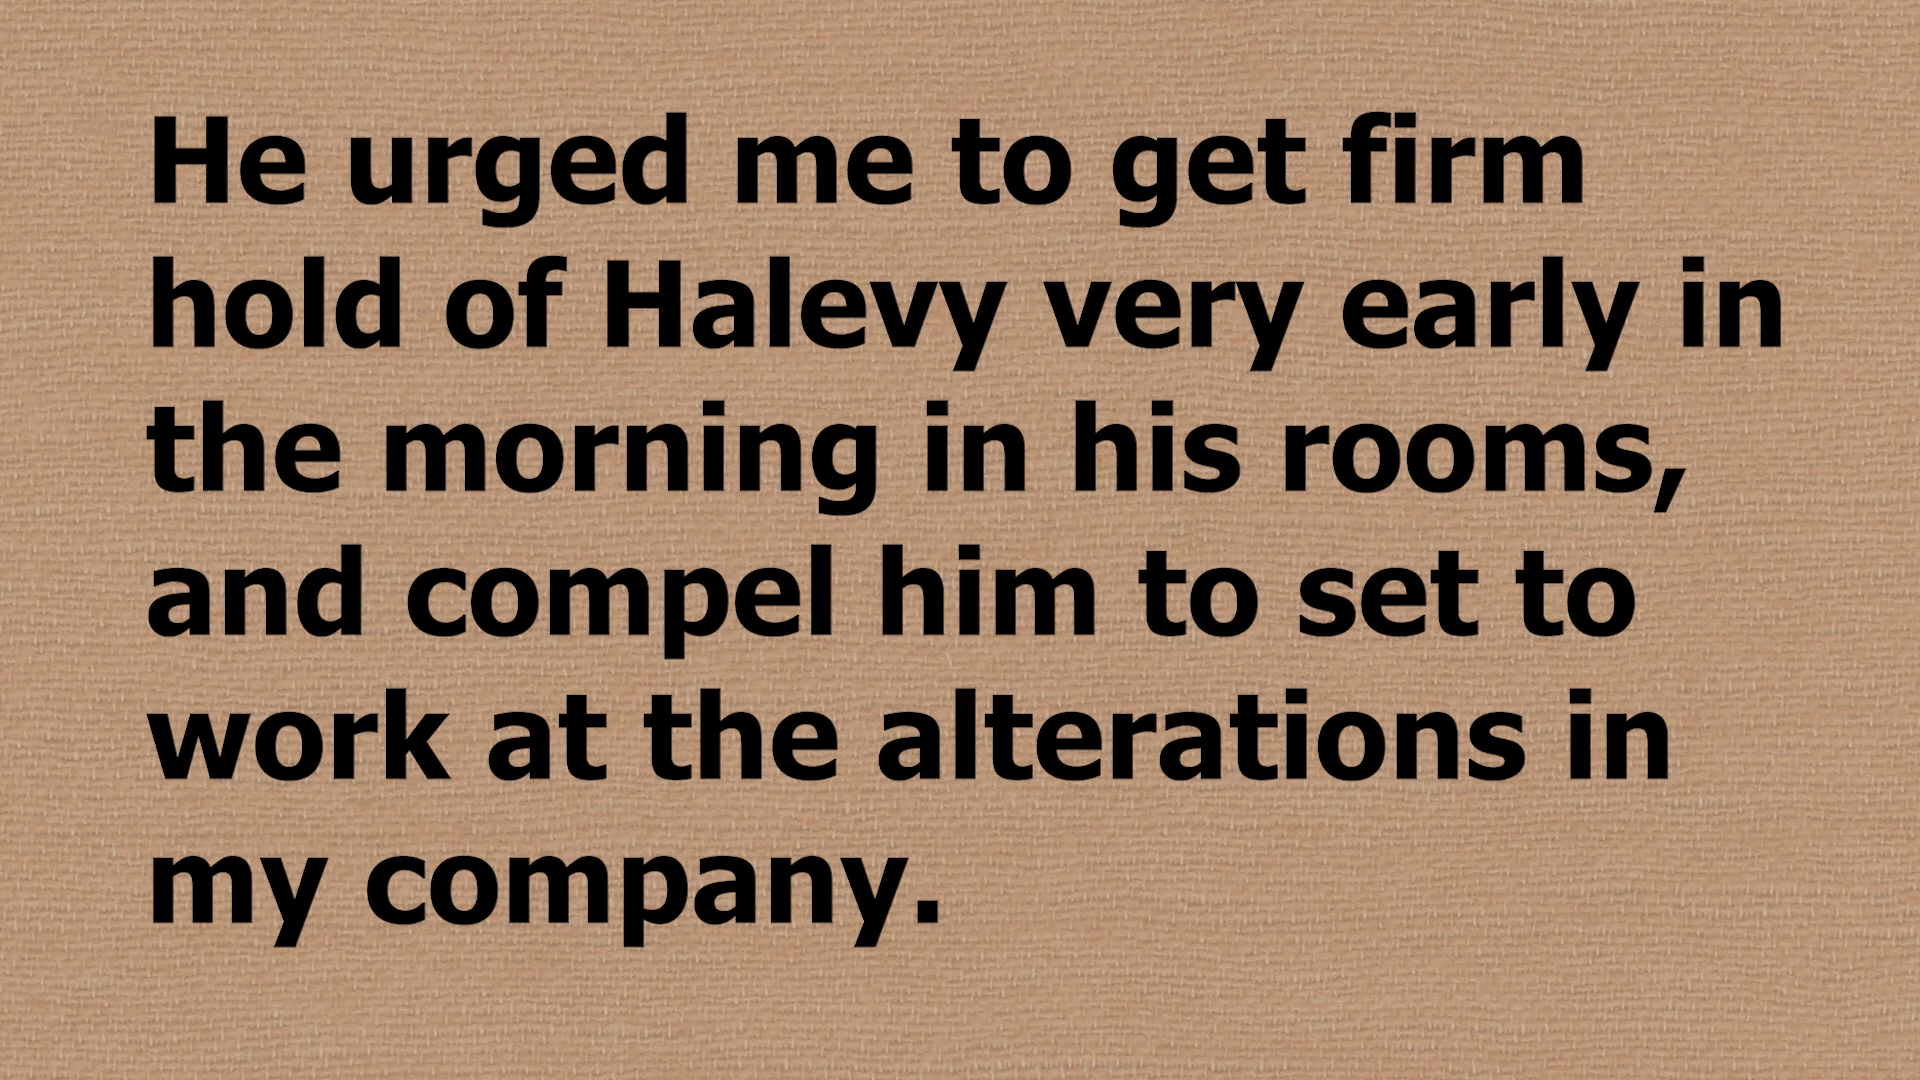 He urged me to get firm
hold of Halevy very early in
the morning in his rooms,
and compel him to set to
work at the alterations in
my company.